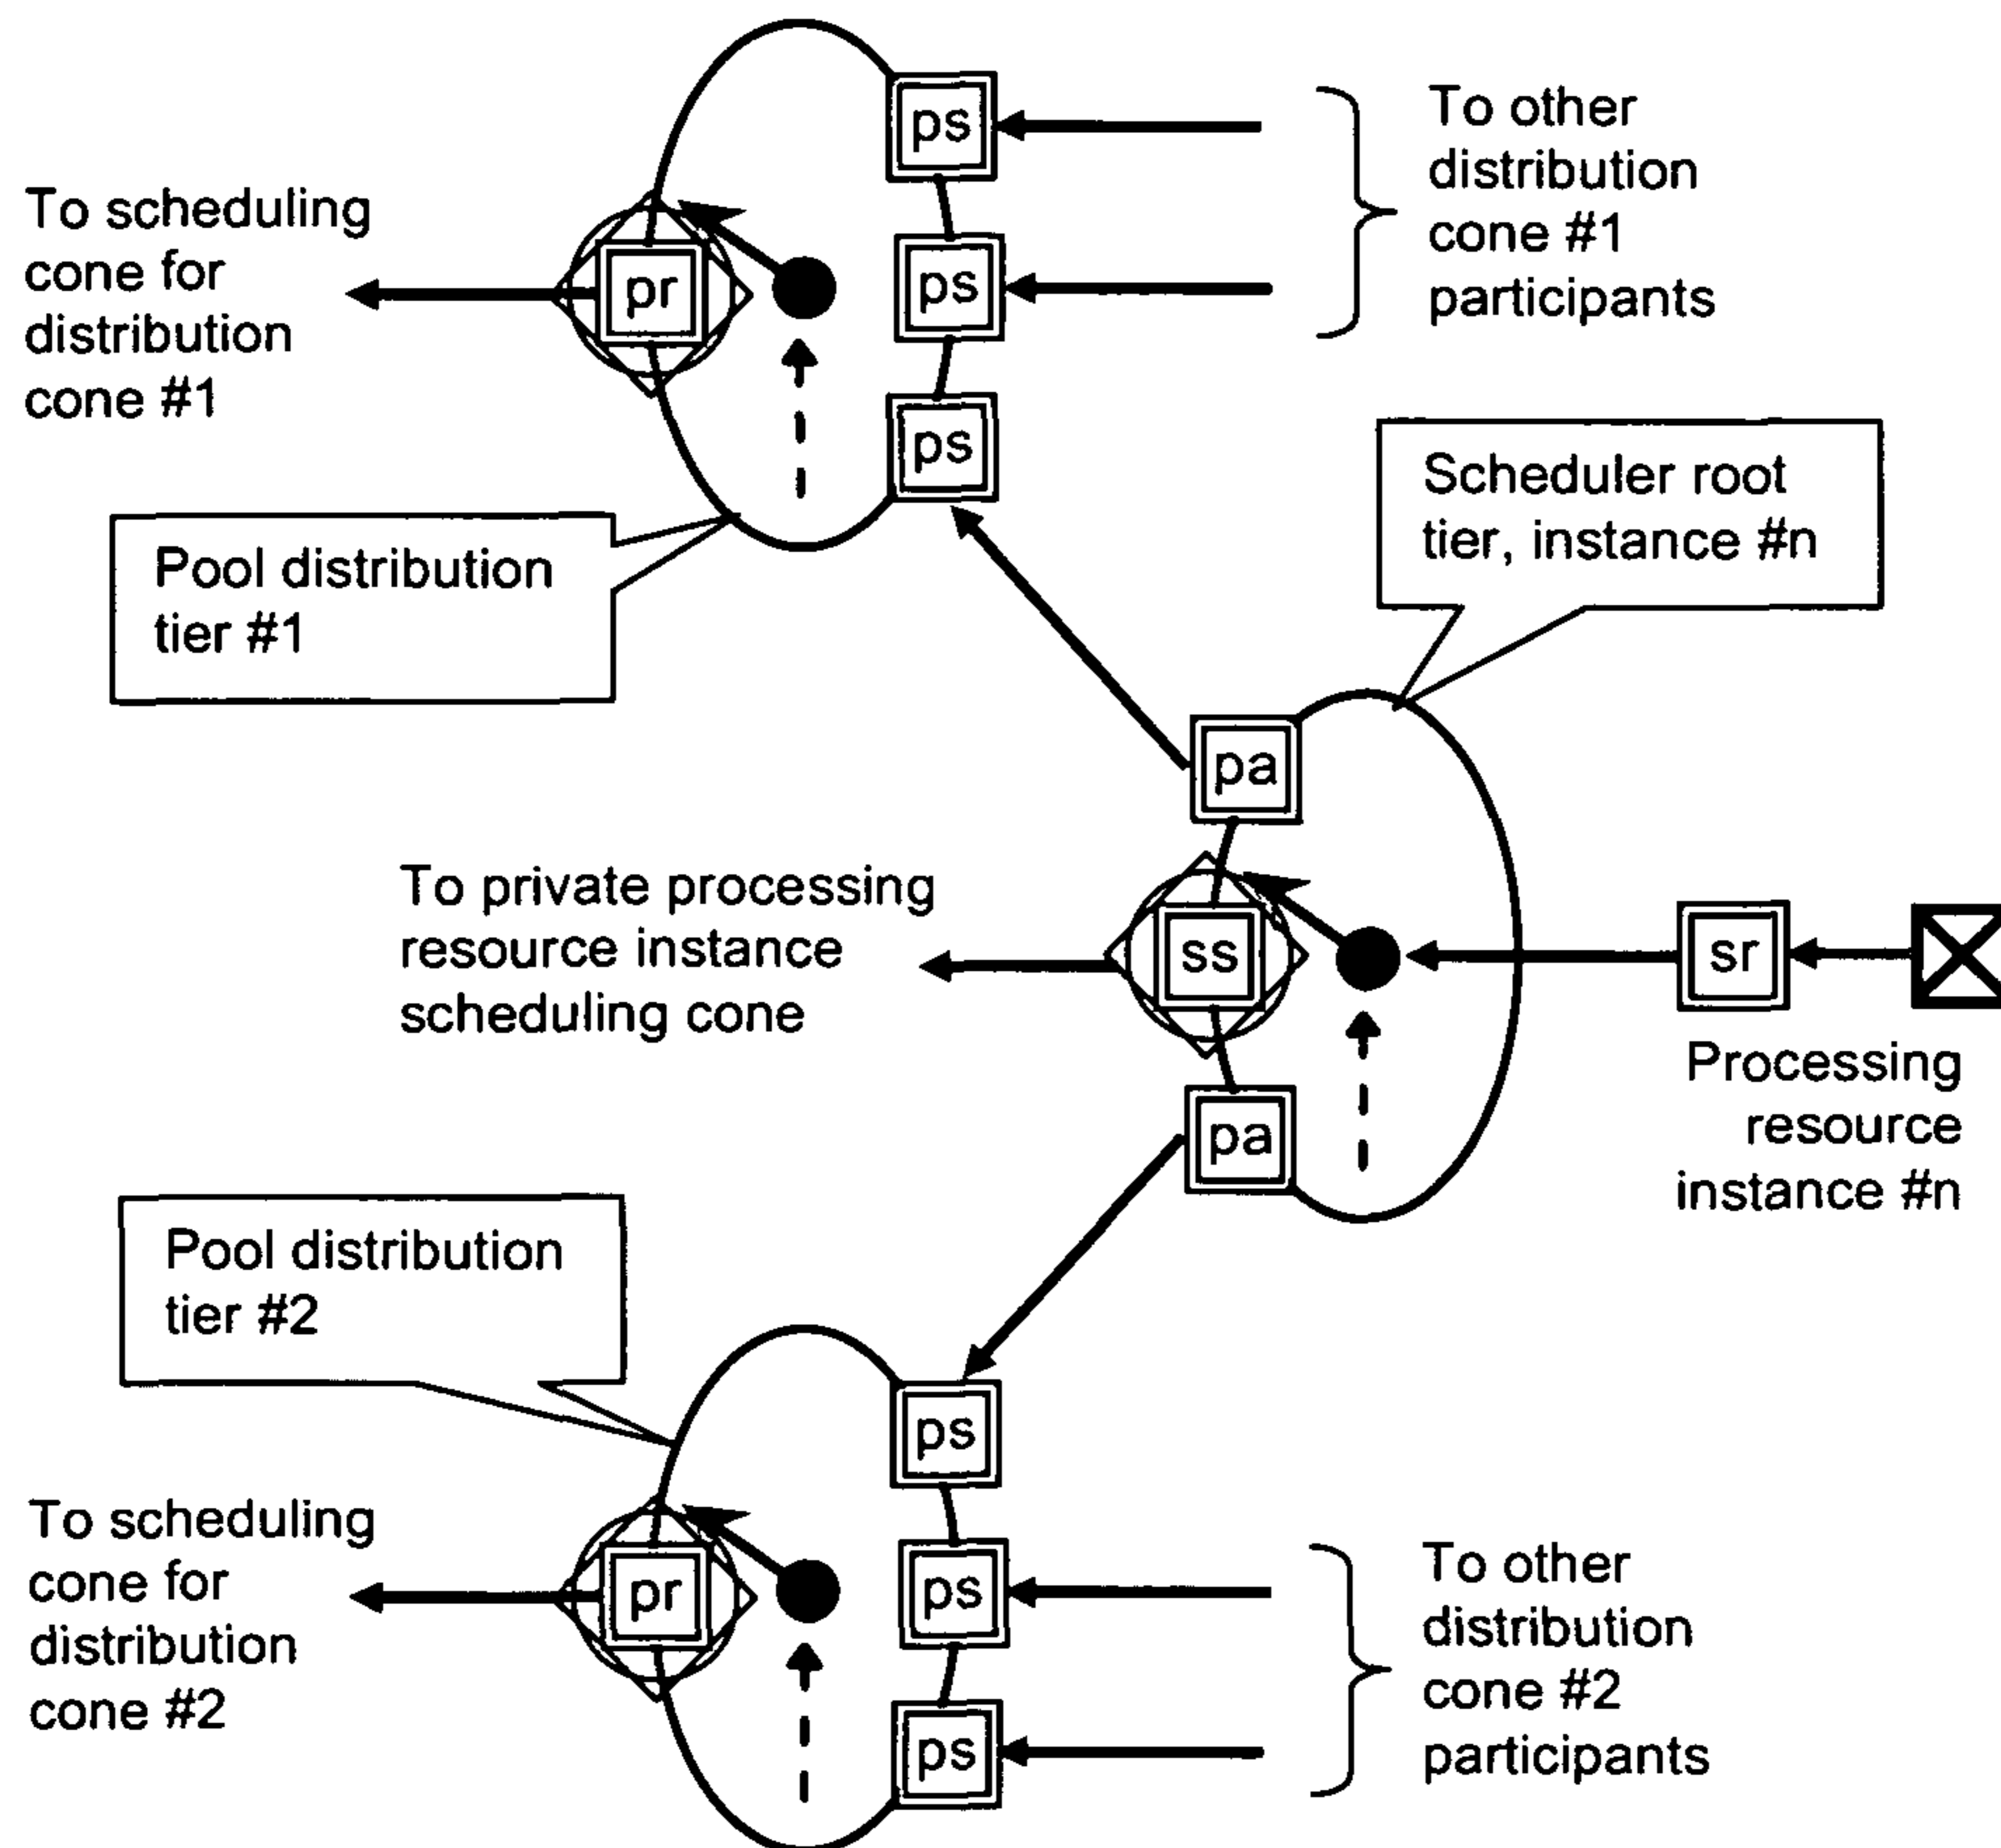 ps
To other
distribution
cone #1
participants
To scheduling
cone for
distribution
cone #1
pr
ps
ps
Scheduler root
tier, instance #n
Pool distribution
tier #1
pa
To private processing
resource instance
scheduling cone
ss
sr
Processing
resource
instance #n
pa
Pool distribution
tier #2
ps
To scheduling
cone for
distribution
cone #2
pr
ps
To other
distribution
cone #2
participants
ps